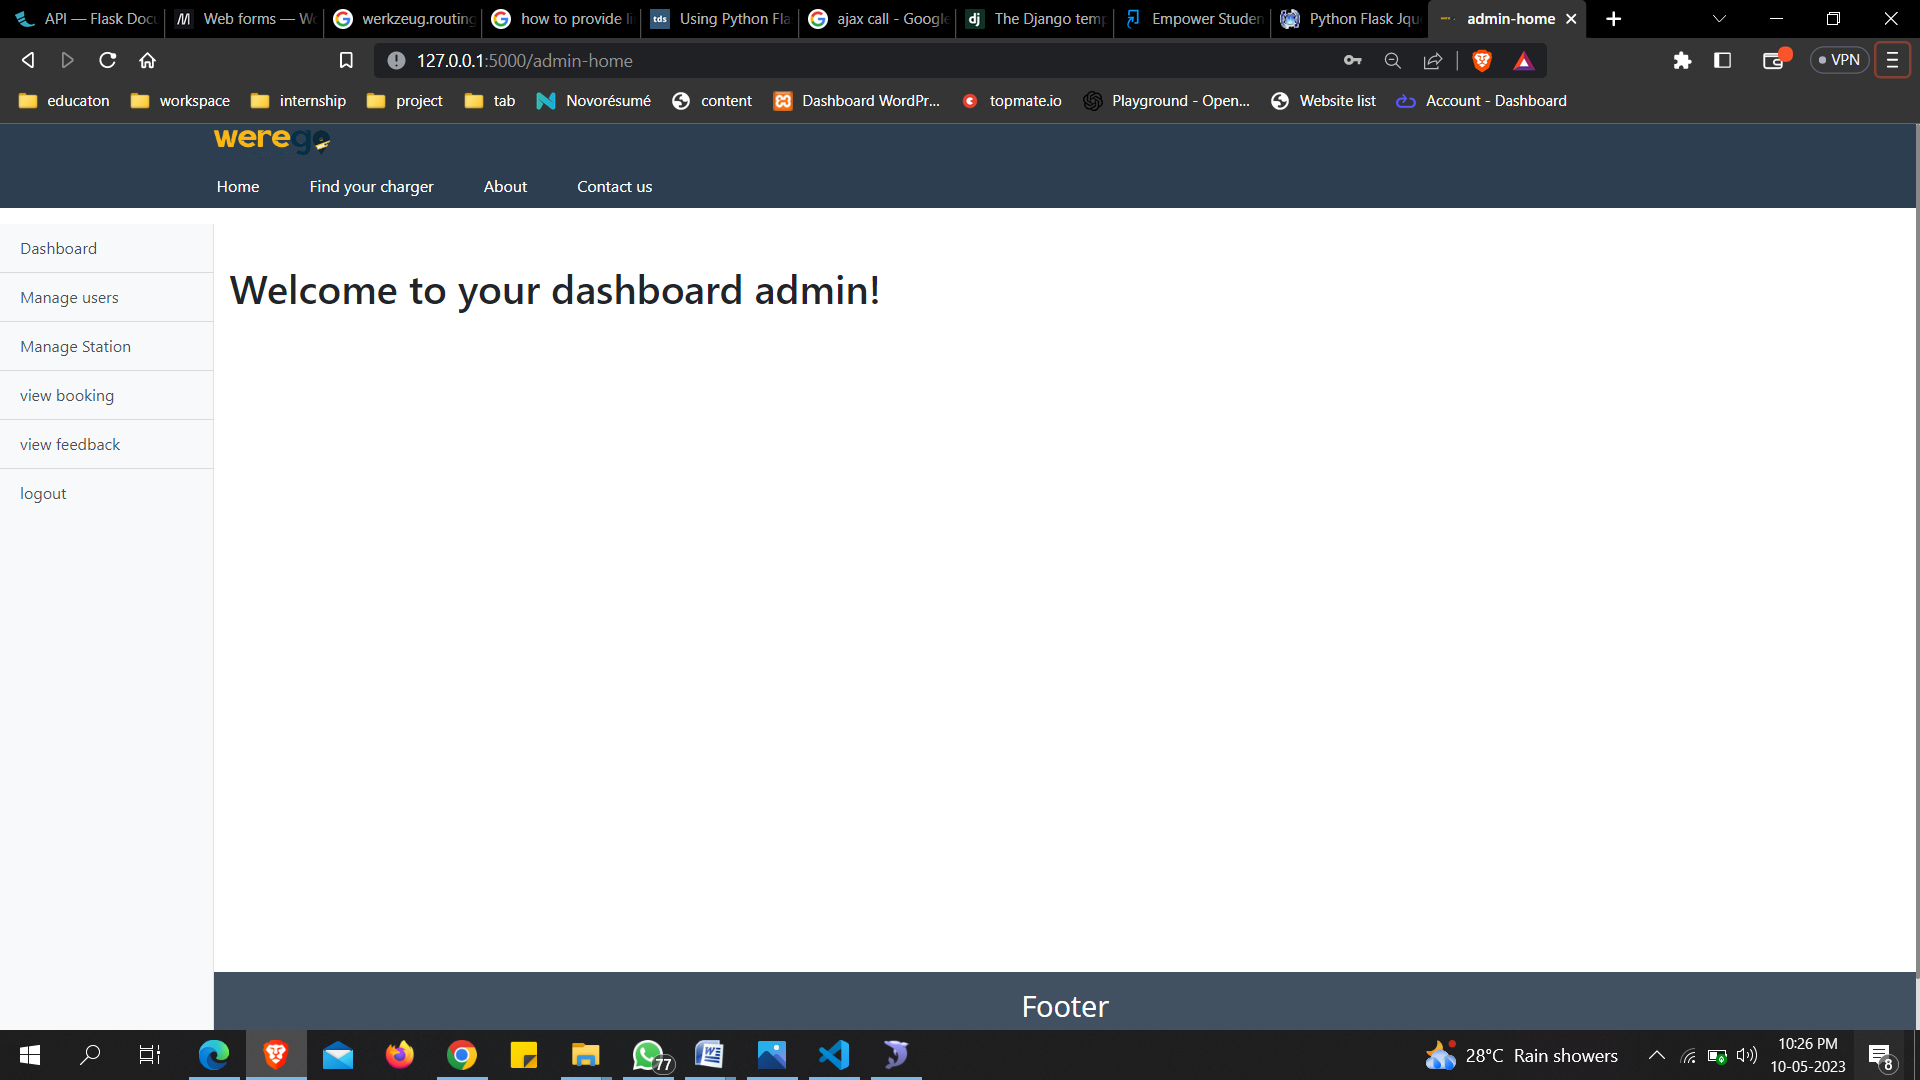 API — Flask Docu
Web forms — Wo
werkzeug.routing
how to provide li
Using Python Fla
ajax call - Google
The Django temp
Empower Studen
Python Flask Jqu
admin-home
127.0.0.1:5000/admin-home
VPN
educaton
workspace
internship
project
tab
Novorésumé
content
Dashboard WordPr...
topmate.io
Playground - Open...
Website list
Account - Dashboard
werego
Home
Find your charger
About
Contact us
Dashboard
Manage users
Manage Station
view booking
view feedback
logout
Welcome to your dashboard admin!
Footer
77
28°C Rain showers
10:26 PM
10-05-2023
8